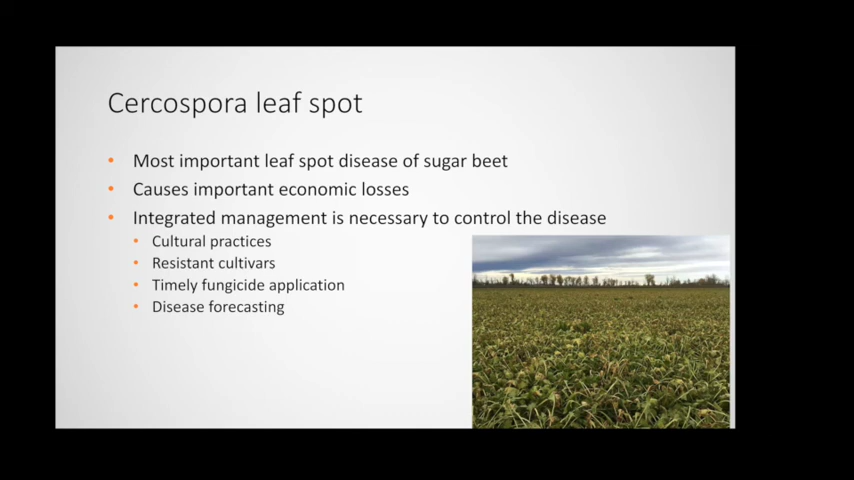 Cercospora leaf spot
• Most important leaf spot disease of sugar beet
• Causes important economic losses
• Integrated management is necessary to control the disease
• Cultural practices
• Resistant cultivars
• Timely fungicide application
• Disease forecasting